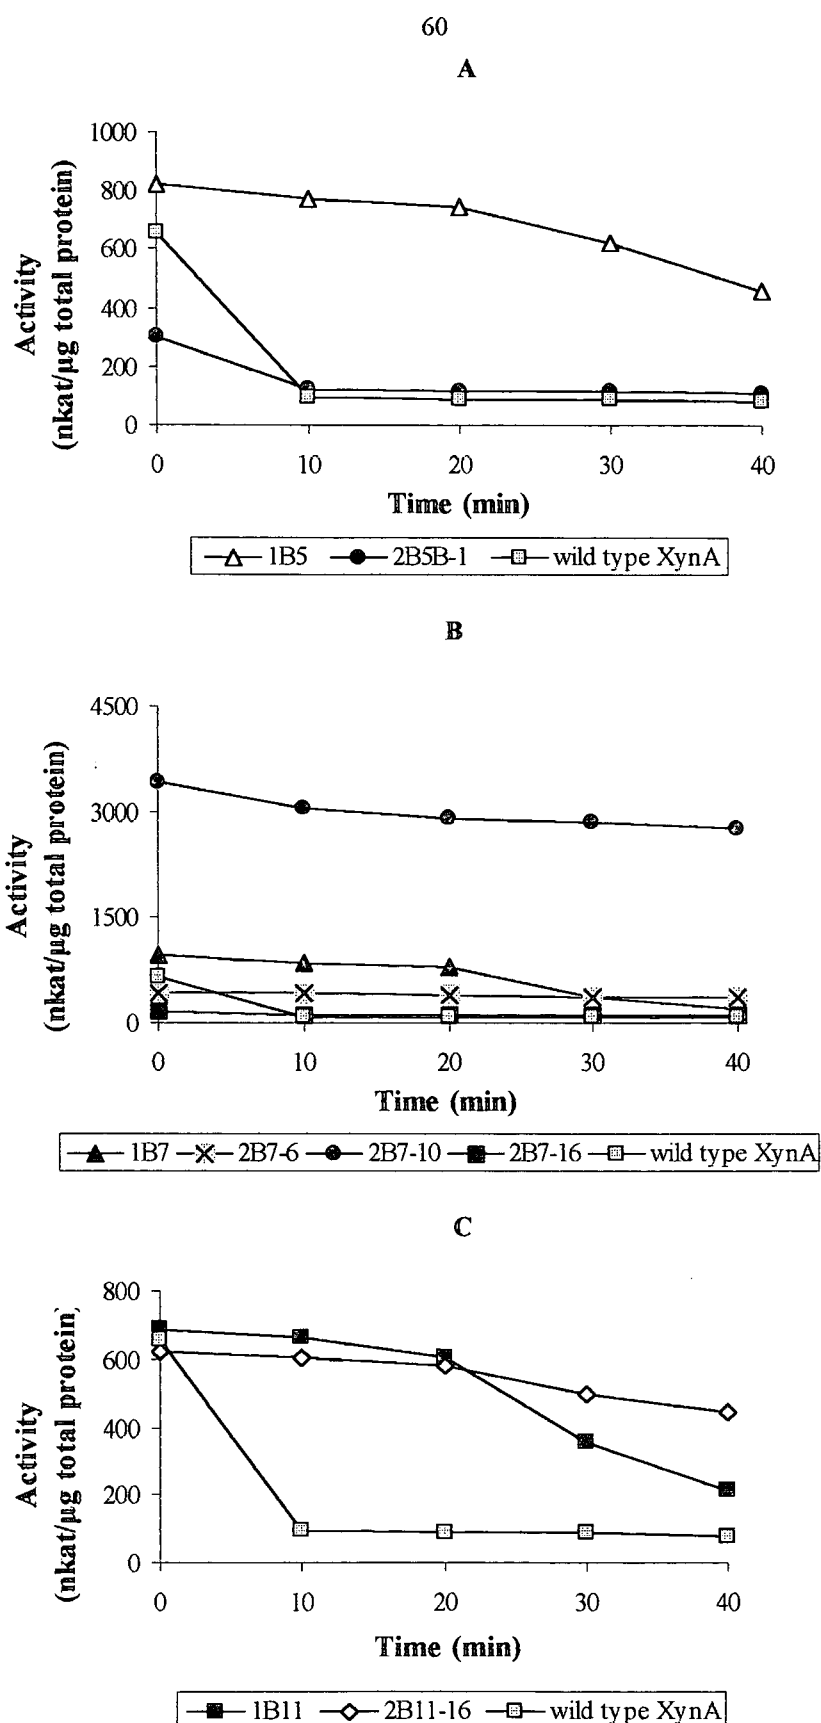 60
A
1000
800
600
400
200
0
Activity
(nkat/µg total protein)
0 10 20 30 40
Time (min)
1B5 2B5B-1 wild type XynA
B
4500
3000
1500
0
Activity
(nkat/µg total protein)
0 10 20 30 40
Time (min)
1B7 2B7-6 2B7-10 2B7-16 wild type XynA
C
800
600
400
200
0
Activity
(nkat/µg total protein)
0 10 20 30 40
Time (min)
1B11 2B11-16 wild type XynA